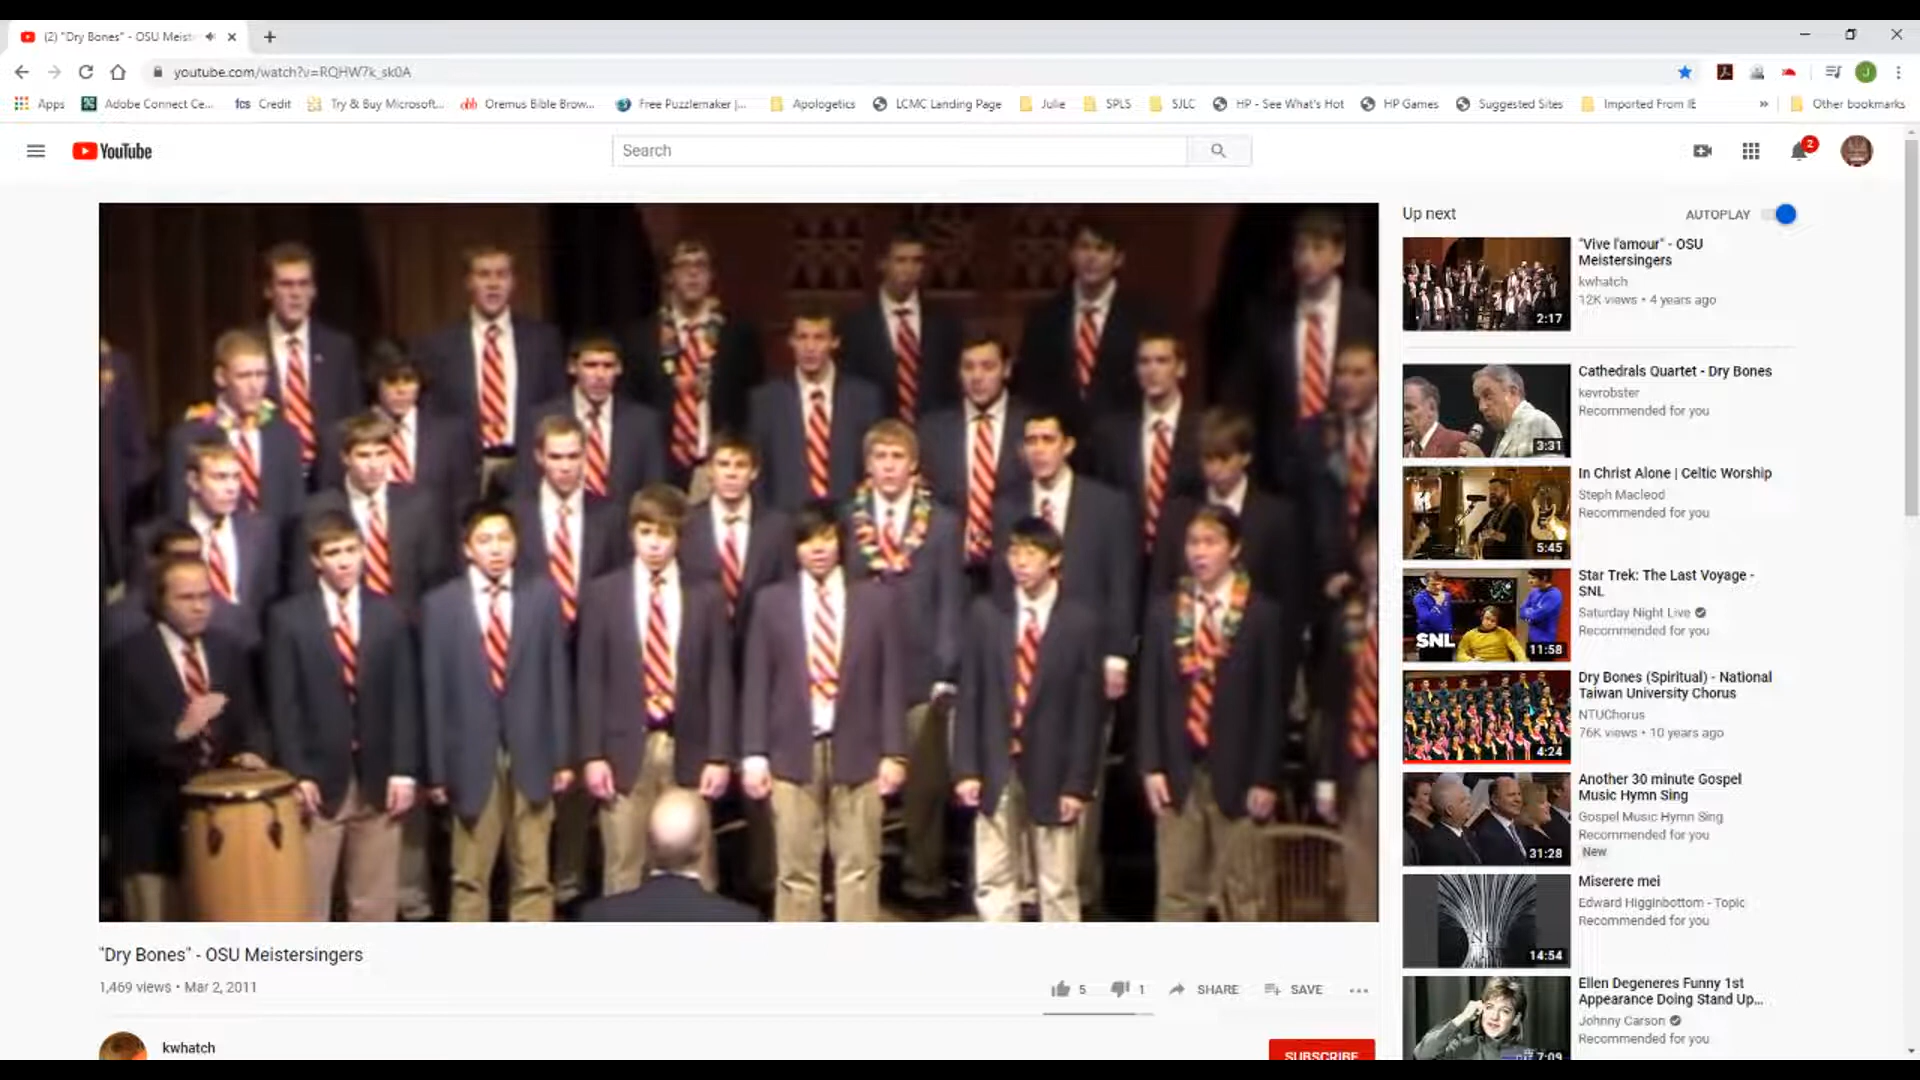 (2) "Dry Bones" - OSU Meist
youtube.com/watch?v=RQHW7k_sk0A
Apps
Adobe Connect Ce...
fcs Credit
Try & Buy Microsoft...
Oremus Bible Brow...
Free Puzzlemaker |...
Apologetics
LCMC Landing Page
Julie
SPLS
SJLC
HP - See What's Hot
HP Games
Suggested Sites
Imported From IE
»
Other bookmarks
YouTube
Search
2
Up next
AUTOPLAY
"Vive l'amour" - OSU
Meistersingers
kwhatch
12K views • 4 years ago
2:17
Cathedrals Quartet - Dry Bones
kevrobster
Recommended for you
3:31
In Christ Alone | Celtic Worship
Steph Macleod
Recommended for you
5:45
Star Trek: The Last Voyage -
SNL
Saturday Night Live
Recommended for you
SNL
11:58
Dry Bones (Spiritual) - National
Taiwan University Chorus
NTUChorus
76K views • 10 years ago
4:24
Another 30 minute Gospel
Music Hymn Sing
Gospel Music Hymn Sing
Recommended for you
New
31:28
Miserere mei
Edward Higginbottom - Topic
Recommended for you
14:54
Ellen Degeneres Funny 1st
Appearance Doing Stand Up...
Johnny Carson
Recommended for you
7:09
"Dry Bones" - OSU Meistersingers
1,469 views • Mar 2, 2011
5
1
SHARE
SAVE
kwhatch
SUBSCRIBE